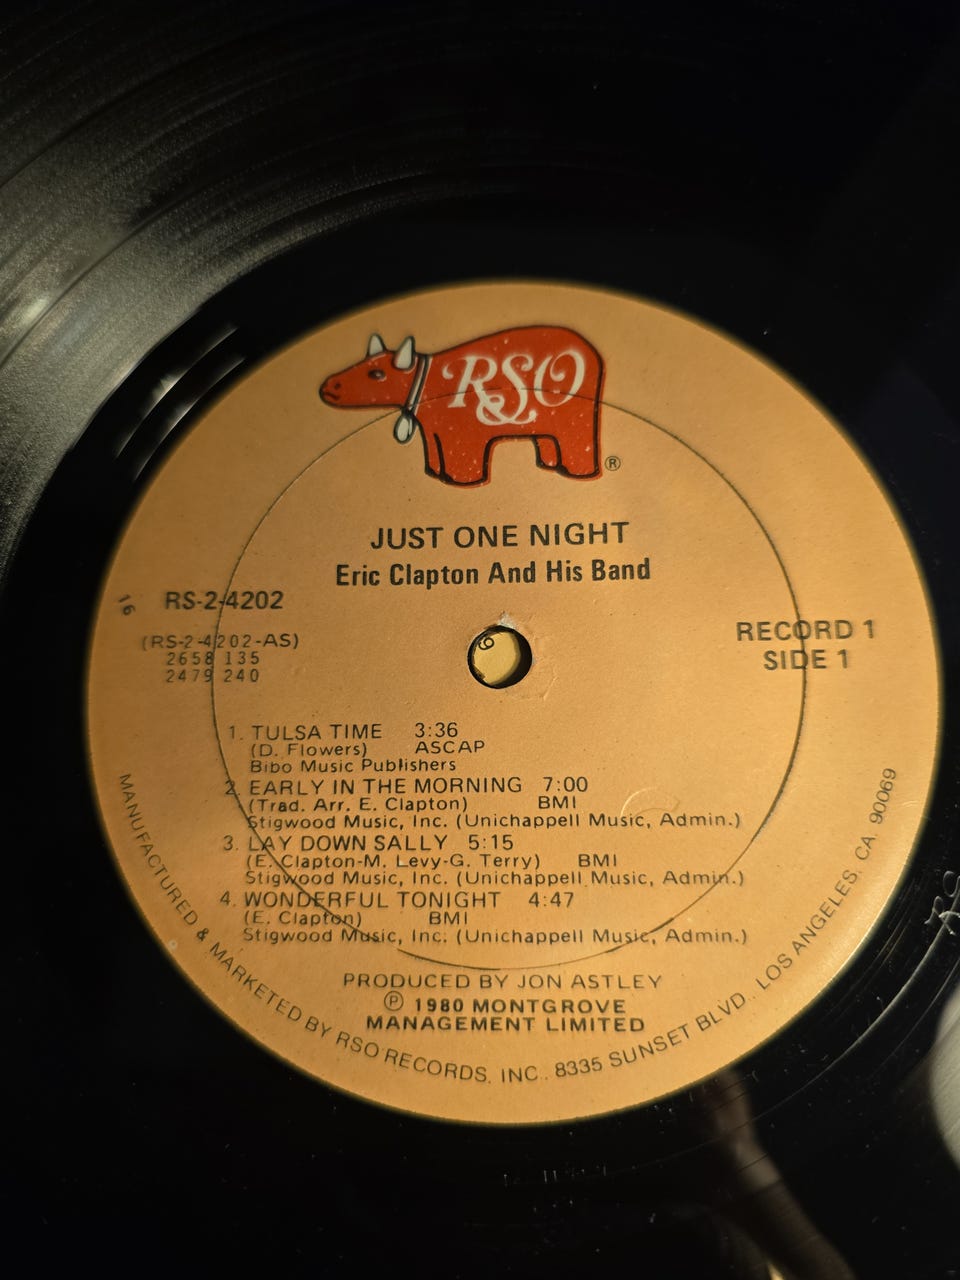 RSO
®
JUST ONE NIGHT
Eric Clapton And His Band
16
RS-2-4202
(RS-2-4202-AS)
2658 135
2479 240
RECORD 1
SIDE 1
1. TULSA TIME 3:36
(D. Flowers) ASCAP
Bibo Music Publishers
2. EARLY IN THE MORNING 7:00
(Trad. Arr. E. Clapton) BMI
Stigwood Music, Inc. (Unichappell Music, Admin.)
3. LAY DOWN SALLY 5:15
(E. Clapton-M. Levy-G. Terry) BMI
Stigwood Music, Inc. (Unichappell Music, Admin.)
4. WONDERFUL TONIGHT 4:47
(E. Clapton) BMI
Stigwood Music, Inc. (Unichappell Music, Admin.)
PRODUCED BY JON ASTLEY
℗ 1980 MONTGROVE
MANAGEMENT LIMITED
MANUFACTURED & MARKETED BY RSO RECORDS, INC., 8335 SUNSET BLVD., LOS ANGELES, CA. 90069